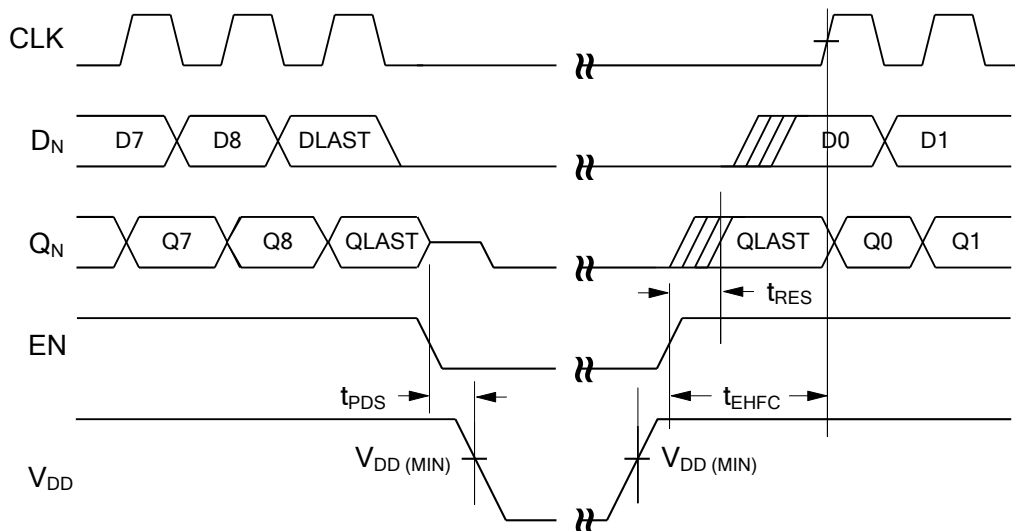 CLK
D_N D7 D8 DLAST D0 D1
Q_N Q7 Q8 QLAST QLAST Q0 Q1
t_RES
EN
t_PDS t_EHFC
V_DD (MIN) V_DD (MIN)
V_DD